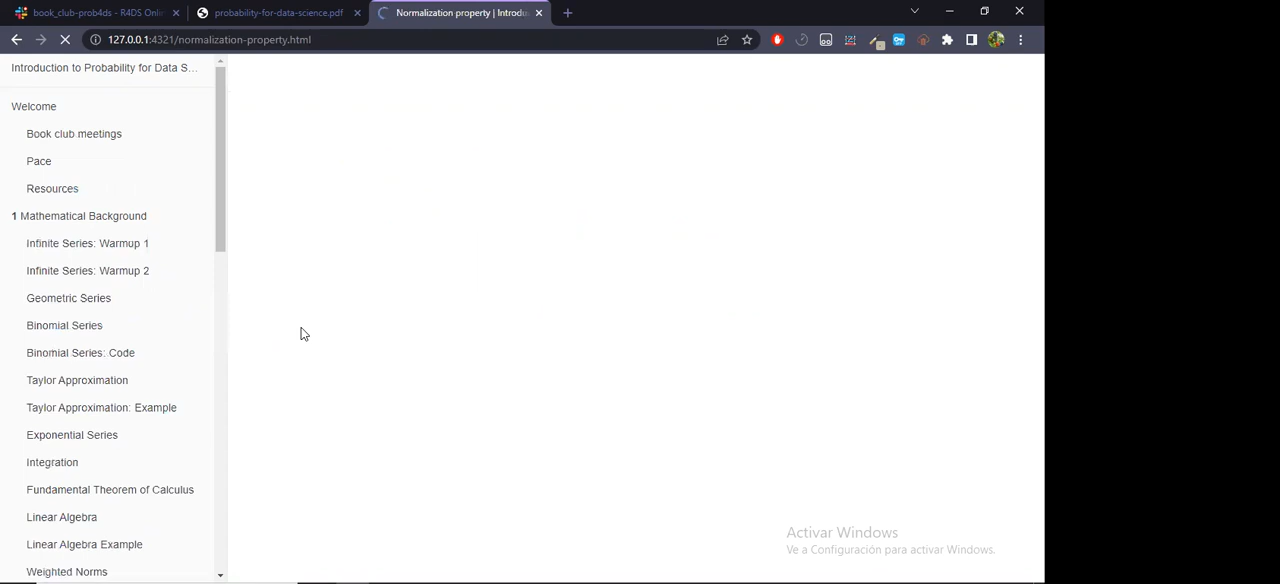 book_club-prob4ds - R4DS Onlin
probability-for-data-science.pdf
Normalization property | Introdu
127.0.0.1:4321/normalization-property.html
Introduction to Probability for Data S...
Welcome
Book club meetings
Pace
Resources
1 Mathematical Background
Infinite Series: Warmup 1
Infinite Series: Warmup 2
Geometric Series
Binomial Series
Binomial Series: Code
Taylor Approximation
Taylor Approximation: Example
Exponential Series
Integration
Fundamental Theorem of Calculus
Linear Algebra
Activar Windows
Linear Algebra Example
Ve a Configuración para activar Windows.
Weighted Norms